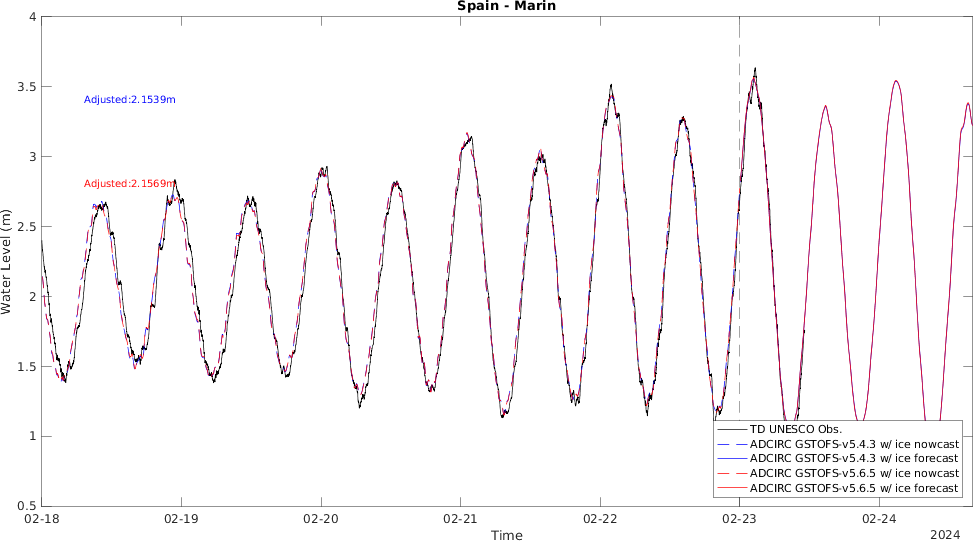 Spain - Marin
4
3.5
3
2.5
2
1.5
1
0.5
Water Level (m)
Adjusted:2.1539m
Adjusted:2.1569m
TD UNESCO Obs.
ADCIRC GSTOFS-v5.4.3 w/ ice nowcast
ADCIRC GSTOFS-v5.4.3 w/ ice forecast
ADCIRC GSTOFS-v5.6.5 w/ ice nowcast
ADCIRC GSTOFS-v5.6.5 w/ ice forecast
02-18 02-19 02-20 02-21 02-22 02-23 02-24
Time
2024